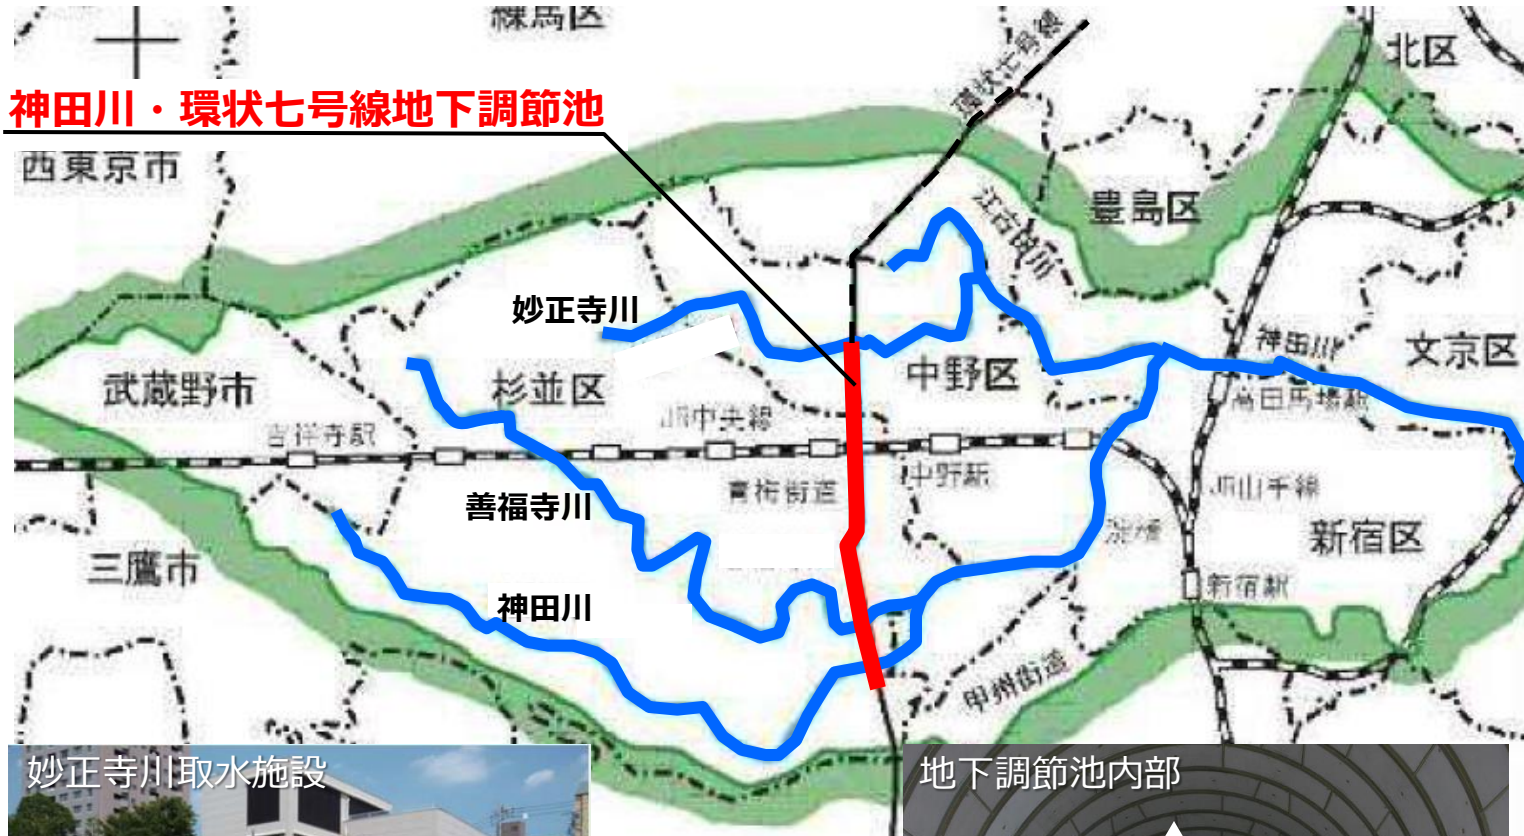 練馬区
環状七号線
北区
神田川・環状七号線地下調節池
西東京市
江古田川
豊島区
妙正寺川
神田川
文京区
武蔵野市
杉並区
中野区
高田馬場駅
JR中央線
吉祥寺駅
青梅街道
中野駅
JR山手線
善福寺川
新宿区
三鷹市
新宿駅
神田川
甲州街道
妙正寺川取水施設
地下調節池内部